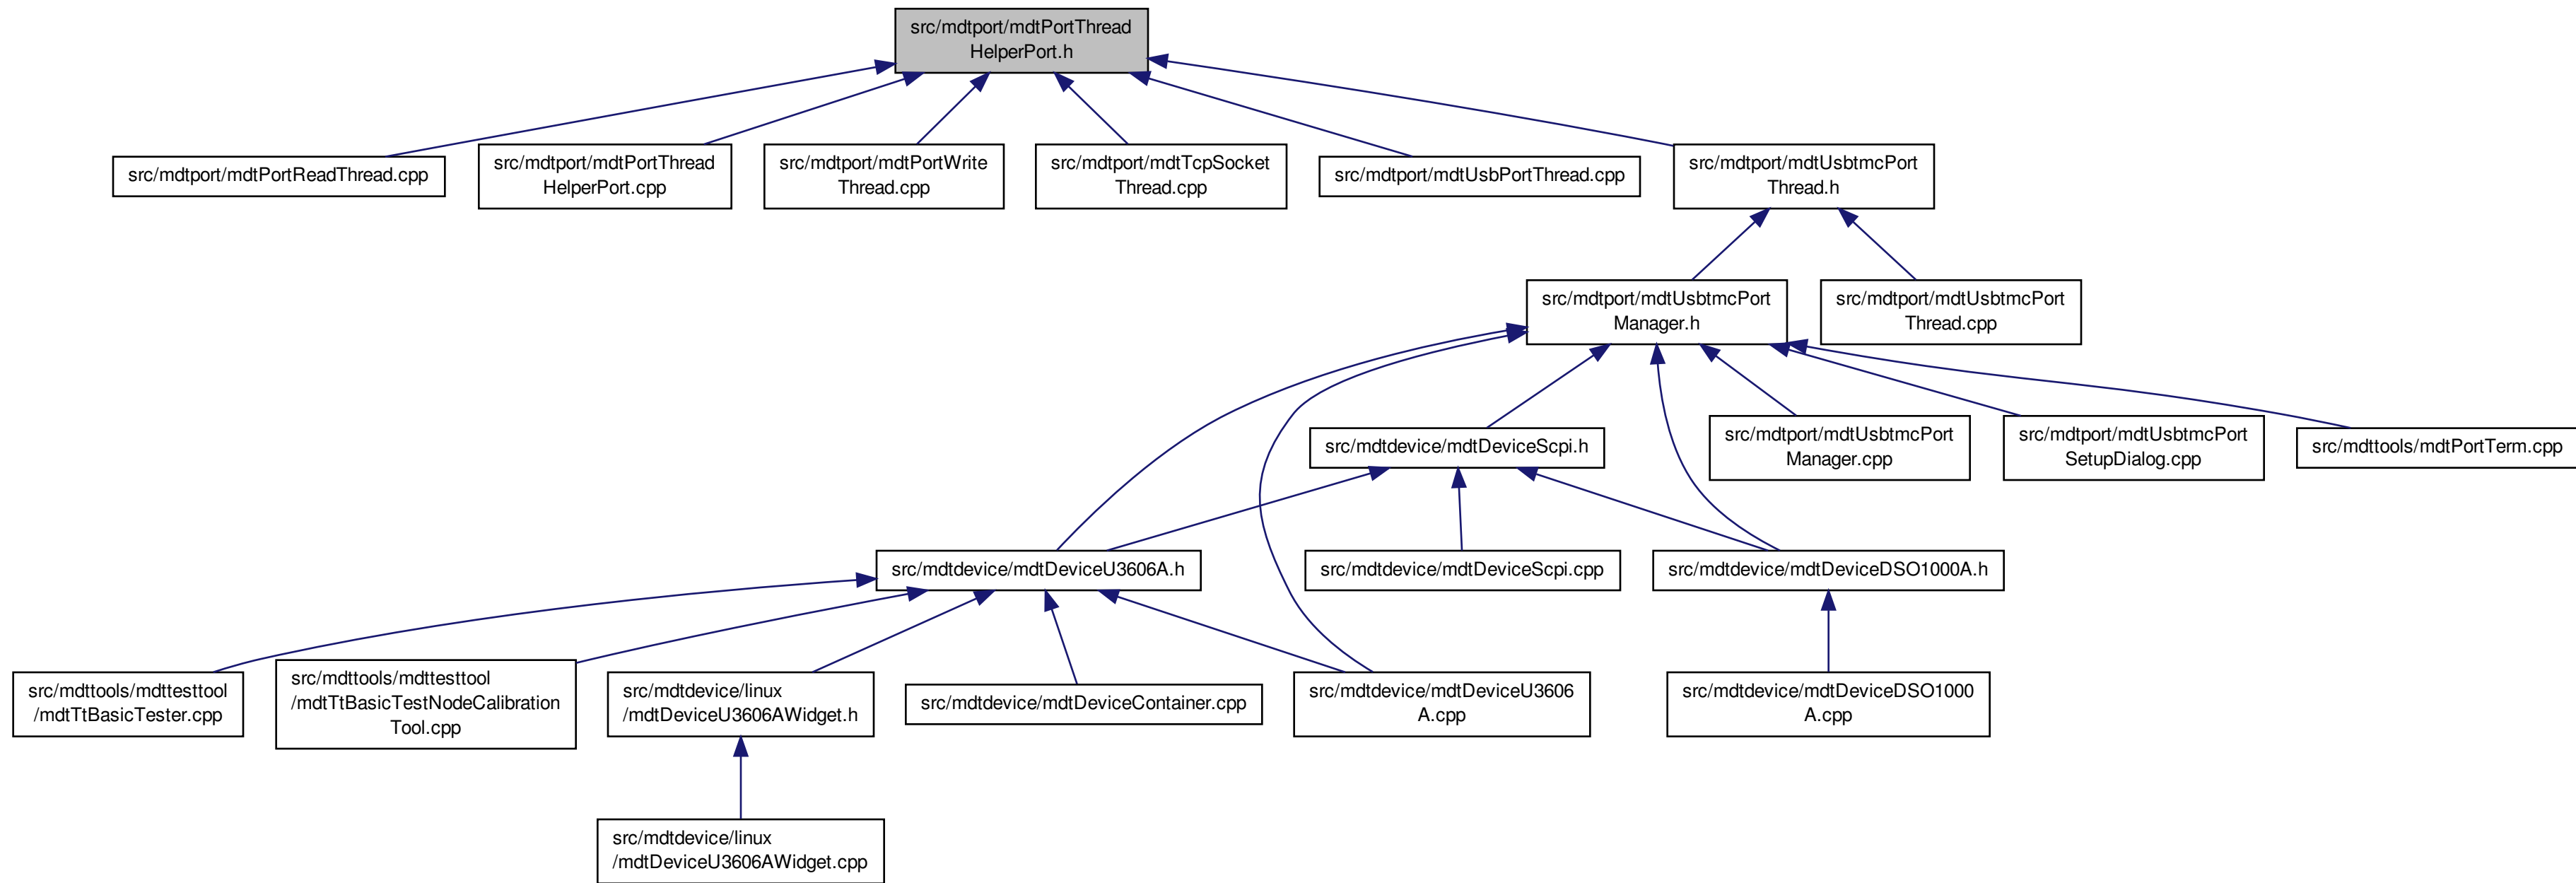 src/mdtport/mdtPortThread
HelperPort.h
src/mdtport/mdtPortReadThread.cpp
src/mdtport/mdtPortThread
HelperPort.cpp
src/mdtport/mdtPortWrite
Thread.cpp
src/mdtport/mdtTcpSocket
Thread.cpp
src/mdtport/mdtUsbPortThread.cpp
src/mdtport/mdtUsbtmcPort
Thread.h
src/mdtport/mdtUsbtmcPort
Manager.h
src/mdtport/mdtUsbtmcPort
Thread.cpp
src/mdtdevice/mdtDeviceScpi.h
src/mdtport/mdtUsbtmcPort
Manager.cpp
src/mdtport/mdtUsbtmcPort
SetupDialog.cpp
src/mdttools/mdtPortTerm.cpp
src/mdtdevice/mdtDeviceU3606A.h
src/mdtdevice/mdtDeviceScpi.cpp
src/mdtdevice/mdtDeviceDSO1000A.h
src/mdttools/mdttesttool
/mdtTtBasicTester.cpp
src/mdttools/mdttesttool
/mdtTtBasicTestNodeCalibration
Tool.cpp
src/mdtdevice/linux
/mdtDeviceU3606AWidget.h
src/mdtdevice/mdtDeviceContainer.cpp
src/mdtdevice/mdtDeviceU3606
A.cpp
src/mdtdevice/mdtDeviceDSO1000
A.cpp
src/mdtdevice/linux
/mdtDeviceU3606AWidget.cpp